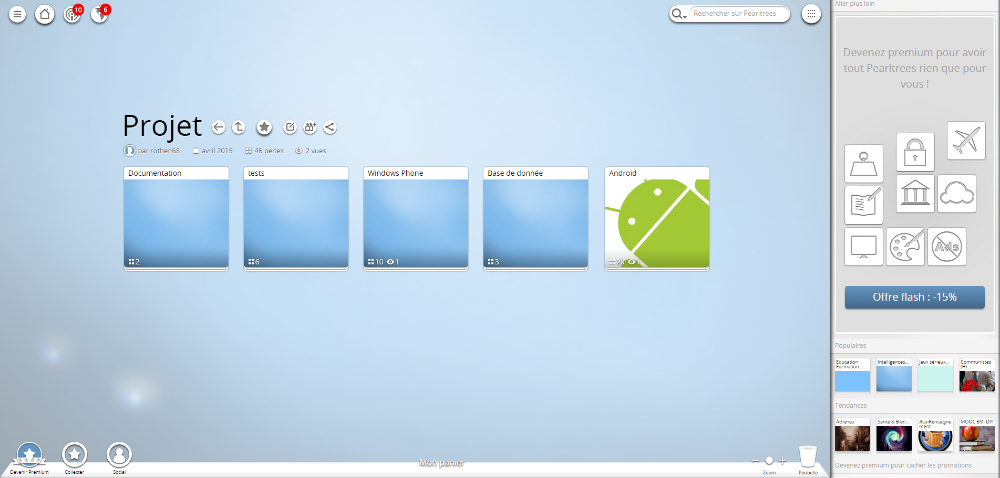 10
6
Rechercher sur Pearltrees
Projet
par rothen68
avril 2015
46 perles
2 vues
Documentation
2
tests
6
Windows Phone
10
1
Base de donnée
3
Android
20
1
Devenir Premium
Collecter
Social
Mon panier
Zoom
Poubelle
Aller plus loin
Devenez premium pour avoir
tout Pearltrees rien que pour
vous !
Ads
Offre flash : -15%
Populaires
Education
Formation...
Intelligences...
Jeux sérieux...
Communistes
(H)
Tendances
Athènes
Santé & Bien...
#LoiRenseigne
ment
MOOC EMI DIY
Devenez premium pour cacher les promotions